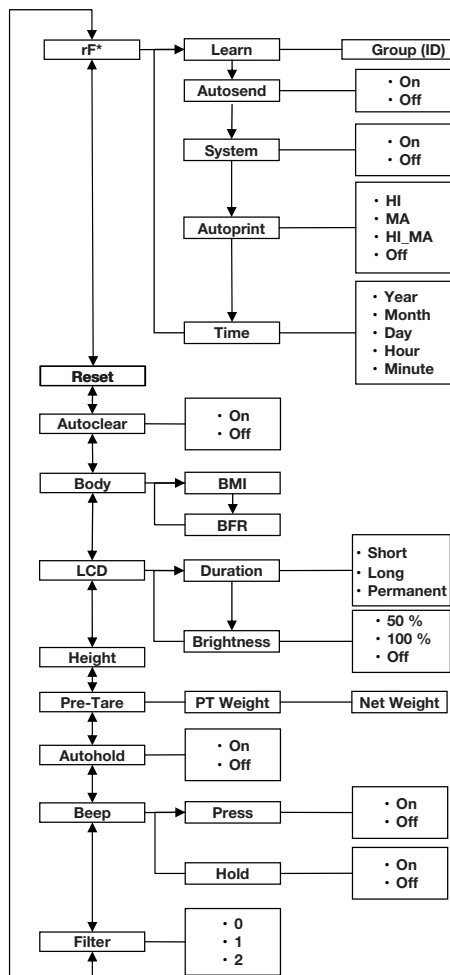 rF*
Learn
Group (ID)
Autosend
• On
• Off
System
• On
• Off
Autoprint
• HI
• MA
• HI_MA
• Off
Time
• Year
• Month
• Day
• Hour
• Minute
Reset
Autoclear
• On
• Off
Body
BMI
BFR
LCD
Duration
• Short
• Long
• Permanent
Brightness
• 50 %
• 100 %
• Off
Height
Pre-Tare
PT Weight
Net Weight
Autohold
• On
• Off
Beep
Press
• On
• Off
Hold
• On
• Off
Filter
• 0
• 1
• 2